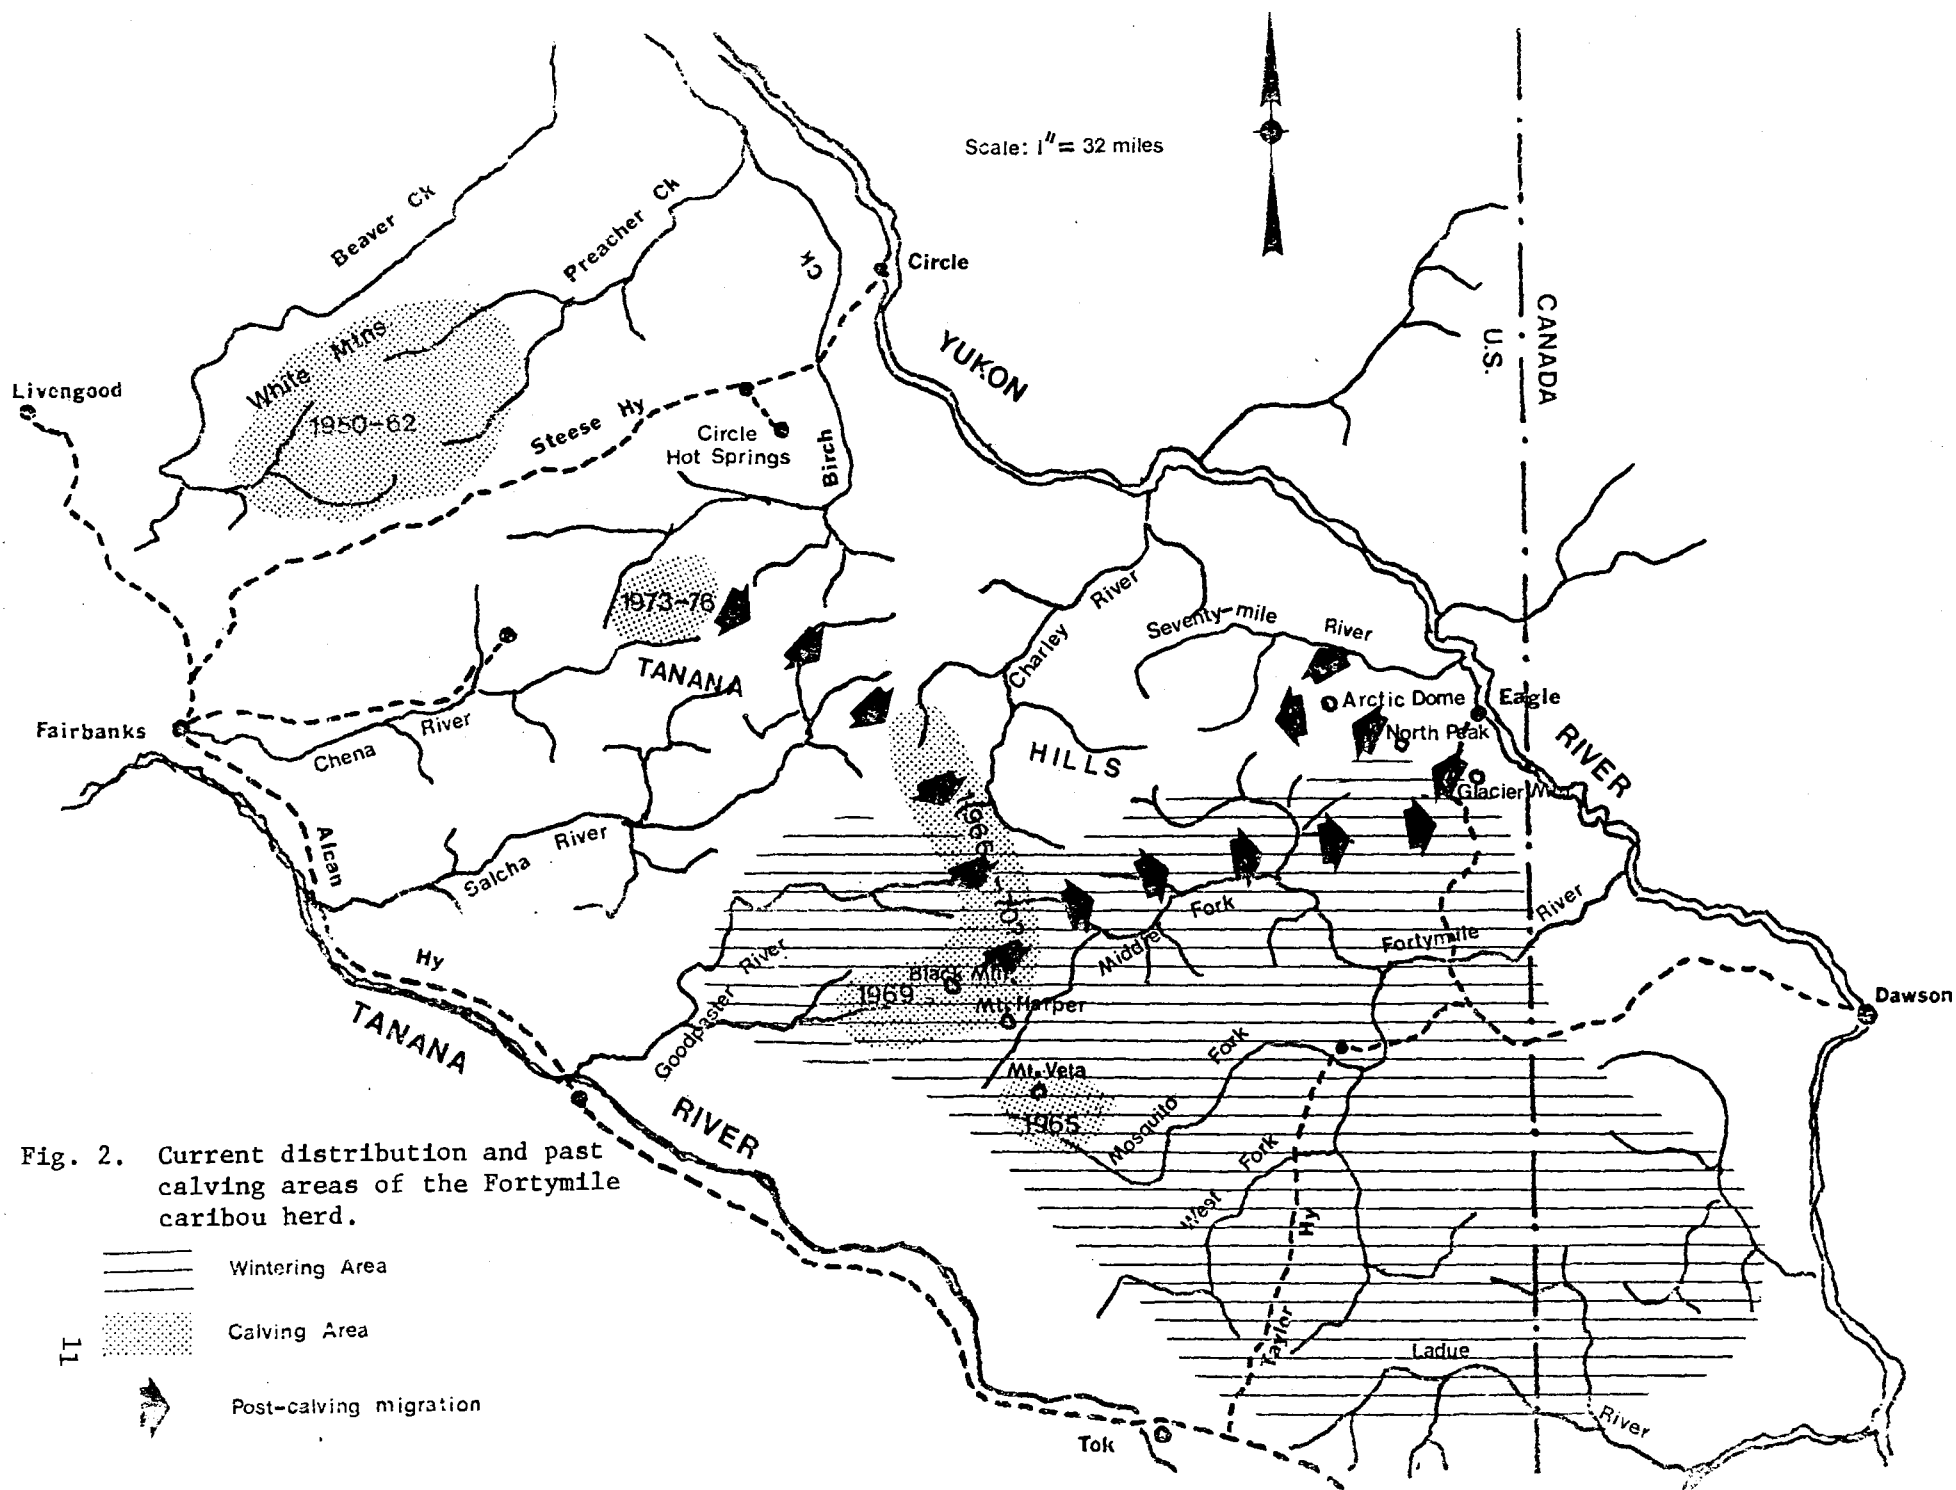 Scale: 1" = 32 miles
Beaver Ck
Preacher Ck
Ck
Birch
Circle
YUKON
CANADA
U.S.
White Mtns
1950-62
Livengood
Steese Hy
Circle
Hot Springs
1973-76
TANANA
Charley River
Seventy-mile River
Arctic Dome
Eagle
North Peak
RIVER
HILLS
Fairbanks
Chena River
Alcan
Hy
Salcha River
1965
-70
Fork
Middle
Fortymile
River
Dawson
River
Goodpaster
Black Mtn
1969
Mt. Harper
TANANA
Mt. Veta
1965
Fork
Mosquito
Fork
West
RIVER
Hy
Taylor
Ladue
River
Tok
Fig. 2. Current distribution and past
calving areas of the Fortymile
caribou herd.
Wintering Area
Calving Area
Post-calving migration
11